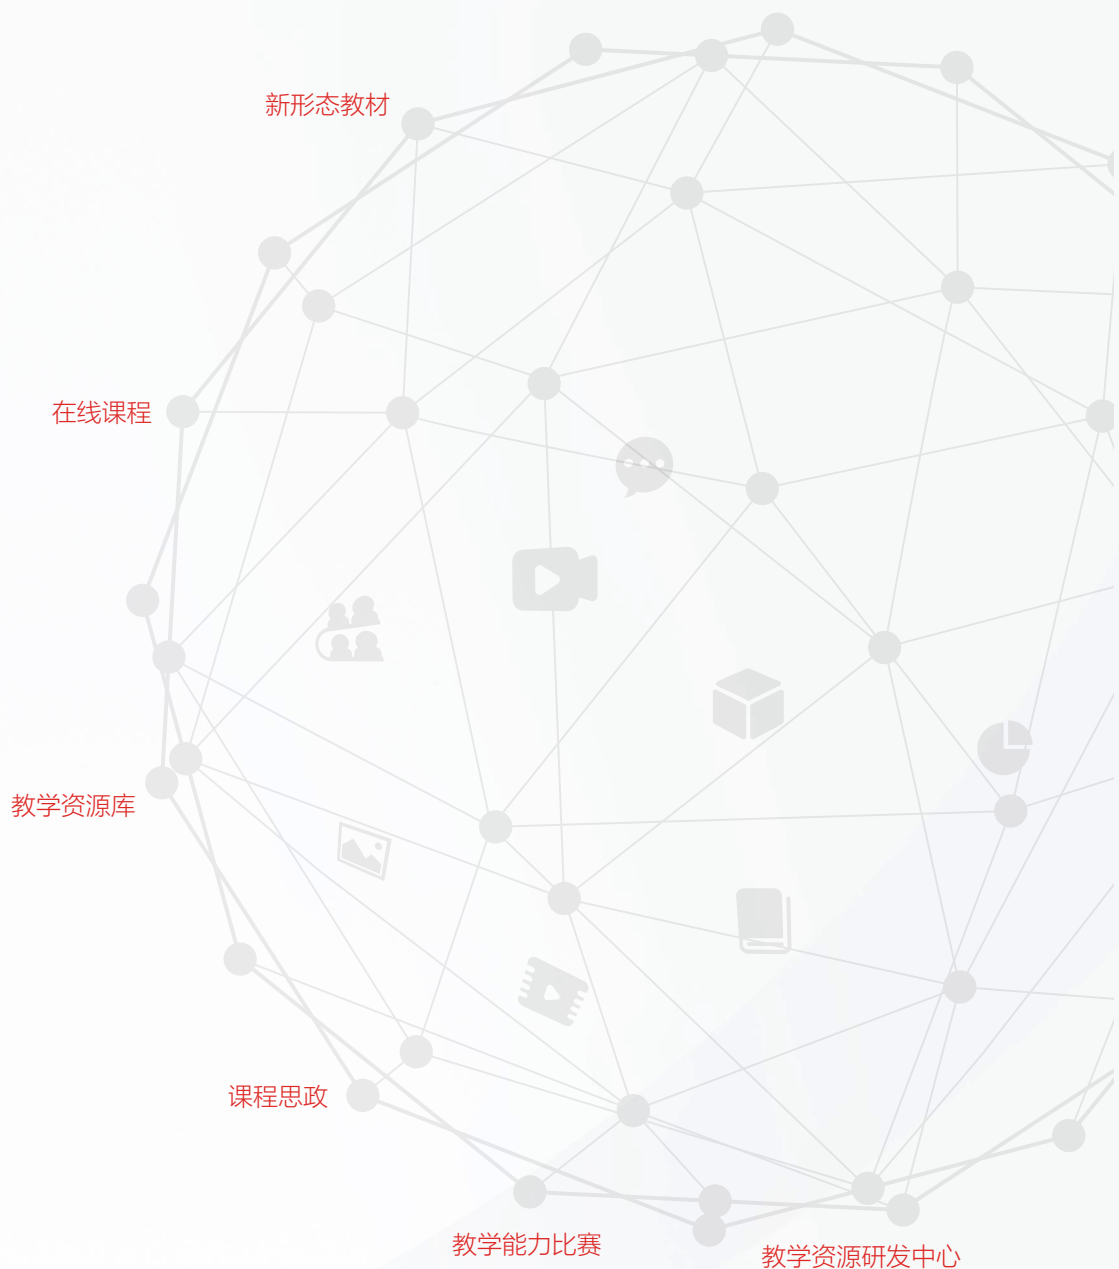 新形态教材
在线课程
教学资源库
课程思政
教学能力比赛
教学资源研发中心